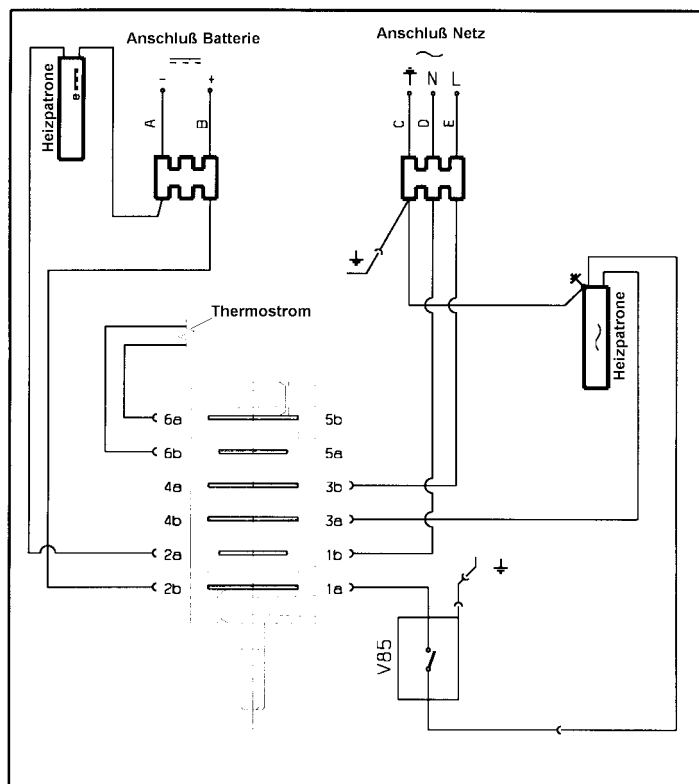 Anschluß Batterie
Anschluß Netz
- +
N L
A B
C D E
Heizpatrone
Thermostrom
Heizpatrone
6a 5b
6b 5a
4a 3b
4b 3a
2a 1b
2b 1a
V85